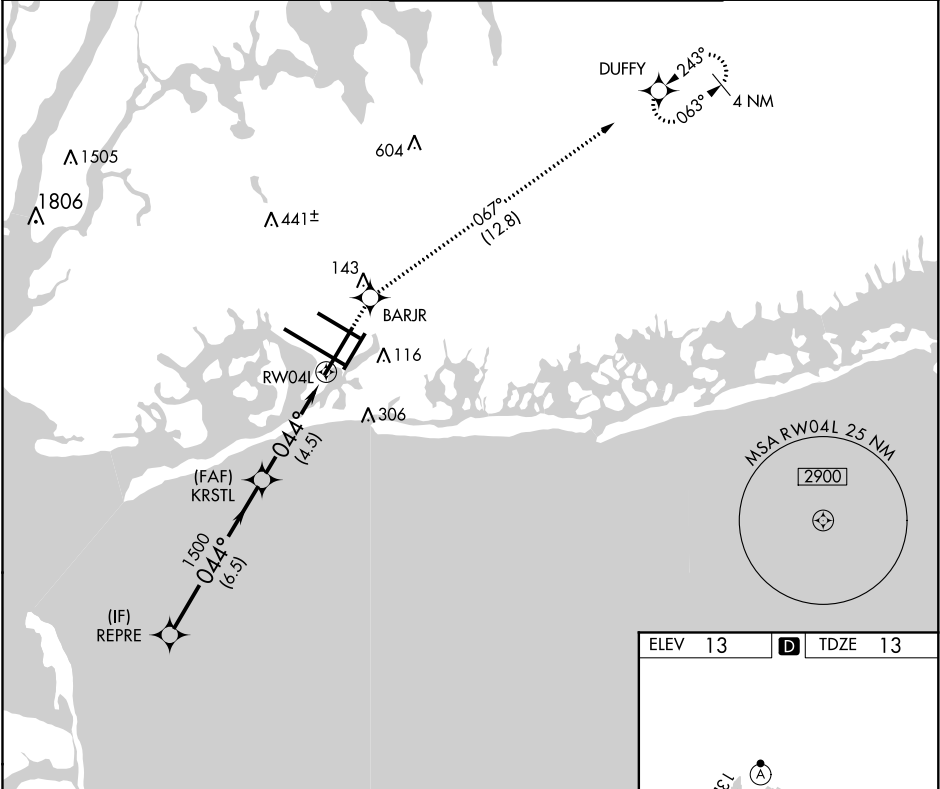 DUFFY
243°
063°
4 NM
604
1505
1806
441±
067°
(12.8)
143
BARJR
116
RW04L
306
044°
(4.5)
(FAF)
KRSTL
1500
044°
(6.5)
(IF)
REPRE
MSA RW04L 25 NM
2900
ELEV 13
D
TDZE 13
A